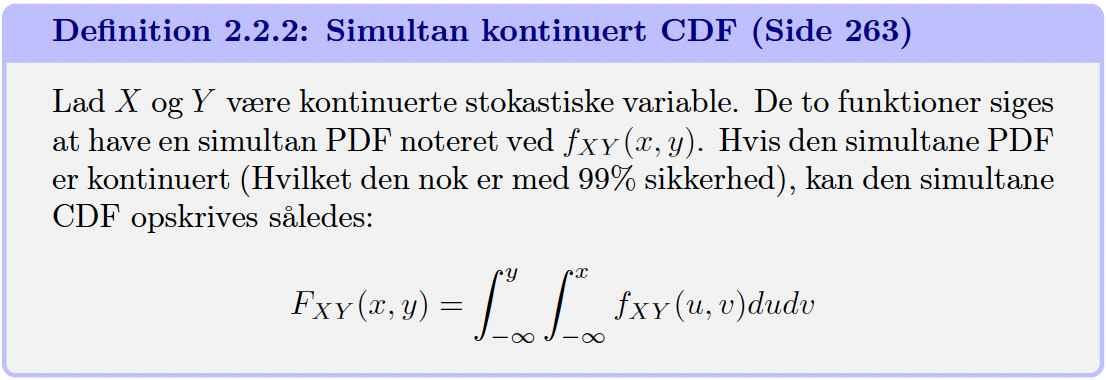 Definition 2.2.2: Simultan kontinuert CDF (Side 263)
Lad X og Y være kontinuerte stokastiske variable. De to funktioner siges
at have en simultan PDF noteret ved f_{XY}(x, y). Hvis den simultane PDF
er kontinuert (Hvilket den nok er med 99% sikkerhed), kan den simultane
CDF opskrives således:
F_{XY}(x, y) = \int_{-\infty}^{y} \int_{-\infty}^{x} f_{XY}(u, v)dudv